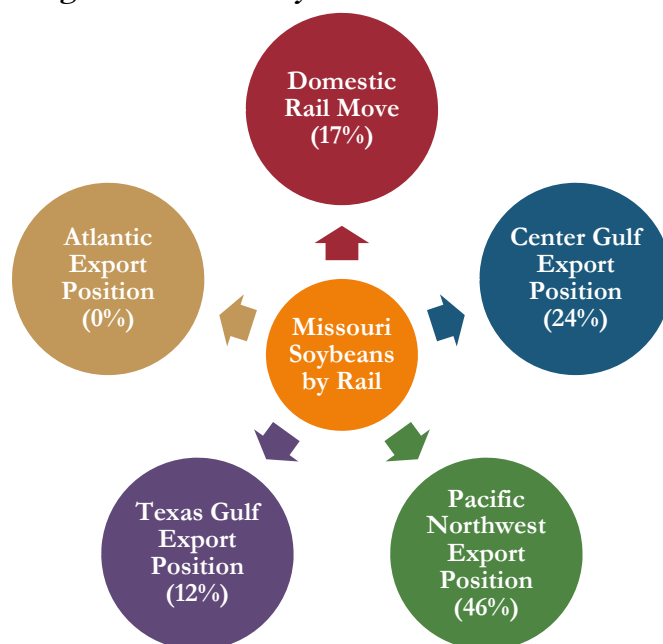 Domestic
Rail Move
(17%)
Atlantic
Export
Position
(0%)
Center Gulf
Export
Position
(24%)
Missouri
Soybeans
by Rail
Texas Gulf
Export
Position
(12%)
Pacific
Northwest
Export
Position
(46%)